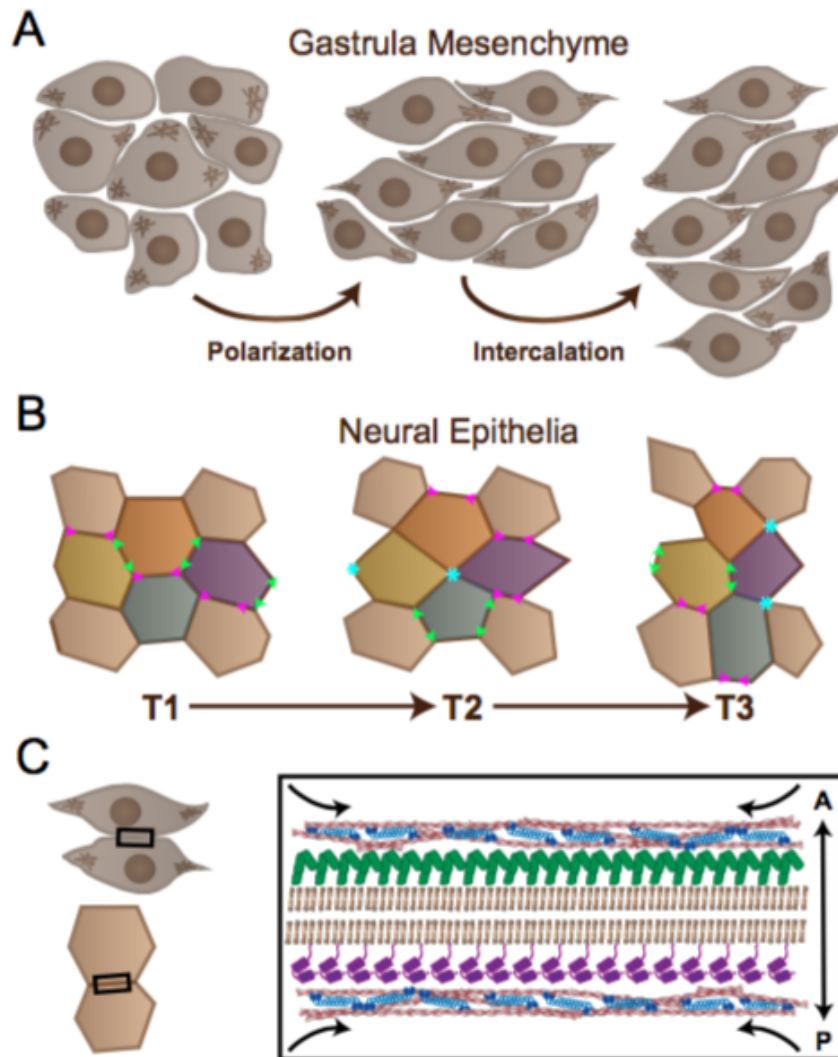 A
Gastrula Mesenchyme
Polarization
Intercalation
B
Neural Epithelia
T1
T2
T3
C
A
P